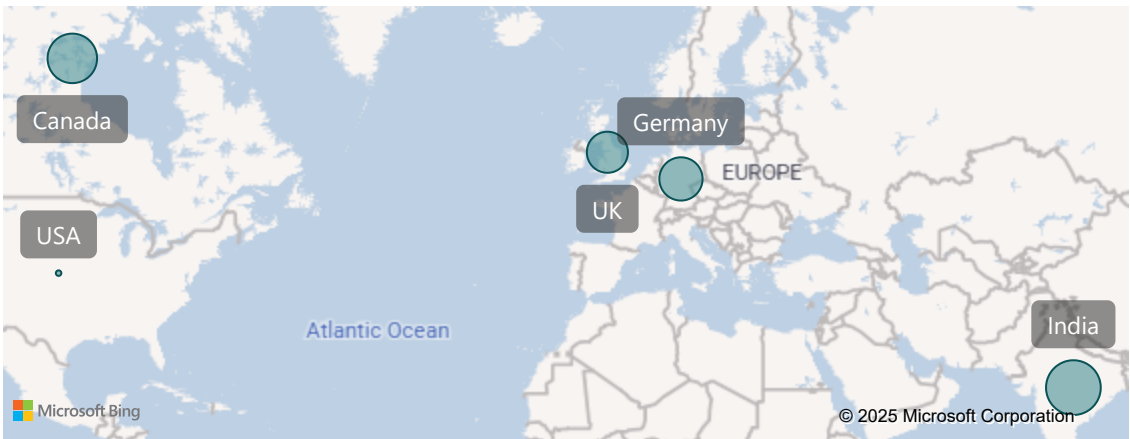 Canada
Germany
EUROPE
UK
USA
India
Atlantic Ocean
Microsoft Bing
© 2025 Microsoft Corporation